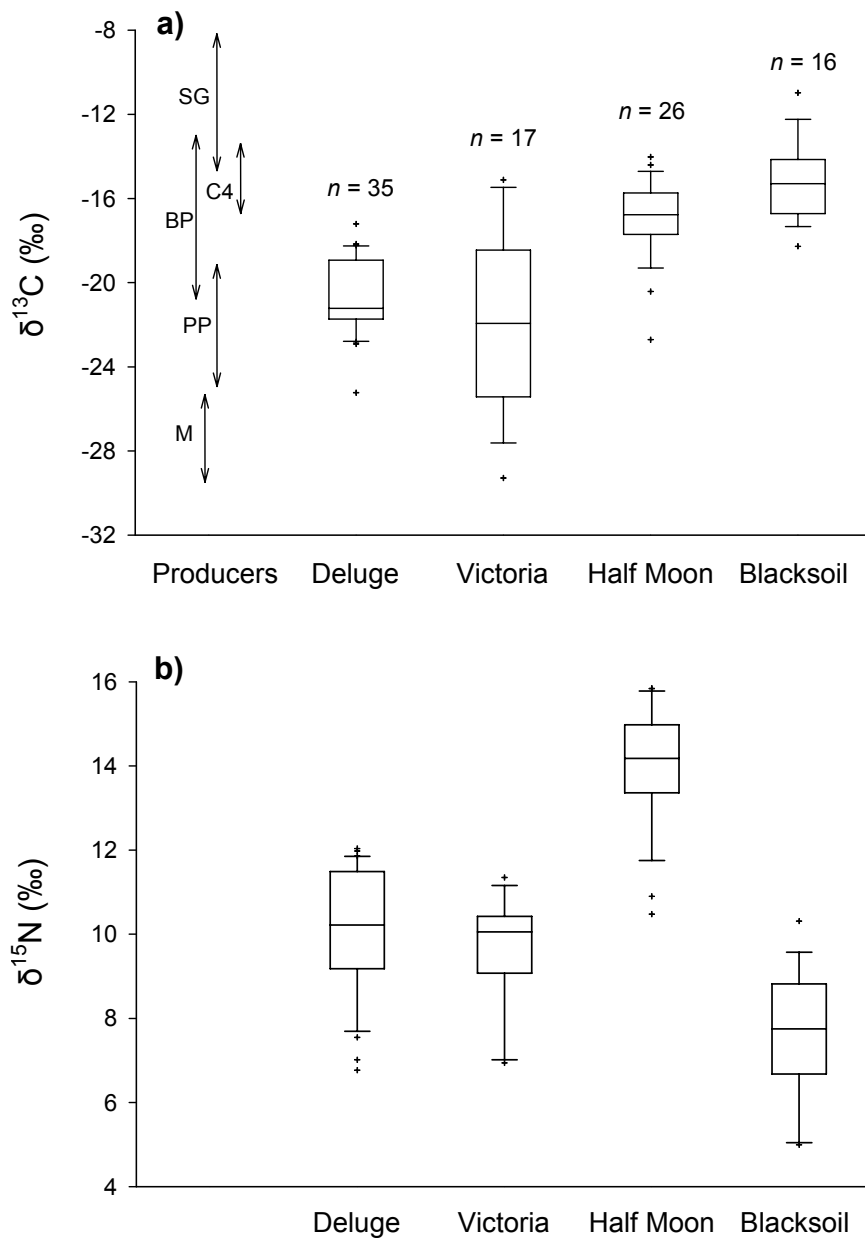 a)
-8
-12
-16
-20
-24
-28
-32
δ¹³C (‰)
SG
C4
BP
PP
M
n = 35
n = 17
n = 26
n = 16
Producers Deluge Victoria Half Moon Blacksoil
b)
16
14
12
10
8
6
4
δ¹⁵N (‰)
Deluge Victoria Half Moon Blacksoil